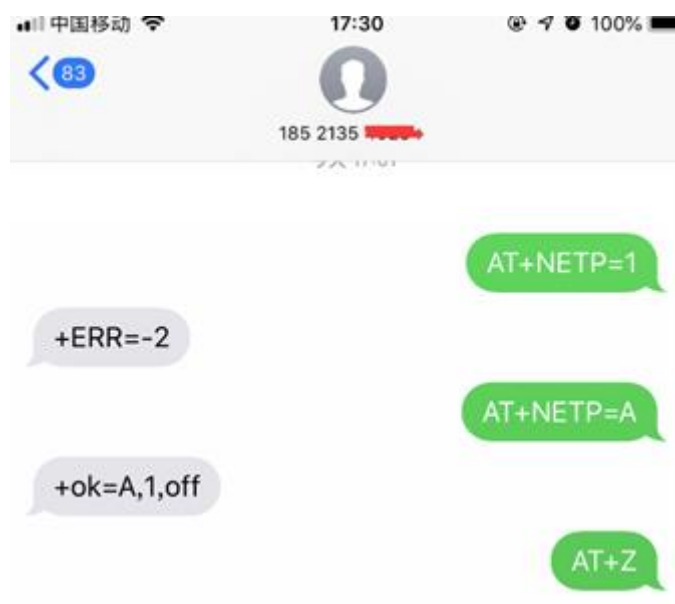 中国移动 17:30 100%
83
185 2135
AT+NETP=1
+ERR=-2
AT+NETP=A
+ok=A,1,off
AT+Z